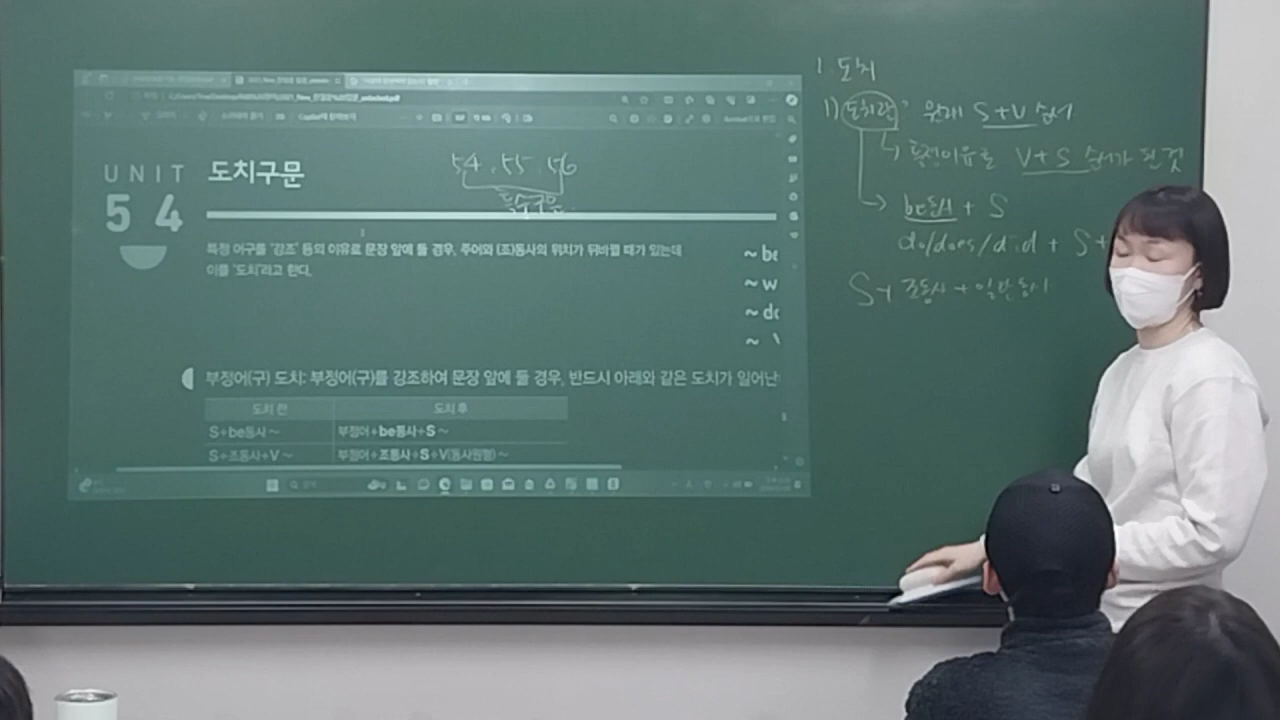 UNIT
54
도치구문
54. 55. 56
특수구문
특정 어구를 '강조' 등의 이유로 문장 앞에 둘 경우, 주어와 (조)동사의 위치가 뒤바뀔 때가 있는데
이를 '도치'라고 한다.
~ be
~ w
~ do
~
부정어(구) 도치: 부정어(구)를 강조하여 문장 앞에 둘 경우, 반드시 아래와 같은 도치가 일어난
도치 전 도치 후
S+be동사 ~ 부정어+be동사+S ~
S+조동사+V ~ 부정어+조동사+S+V(동사원형) ~
1. 도치
1) 도치란? 원래 S+V 순서
특정이유로 V+S 순서가 된 것
be동사 + S
do/does/did + S+
S+ 조동사 + 일반동사